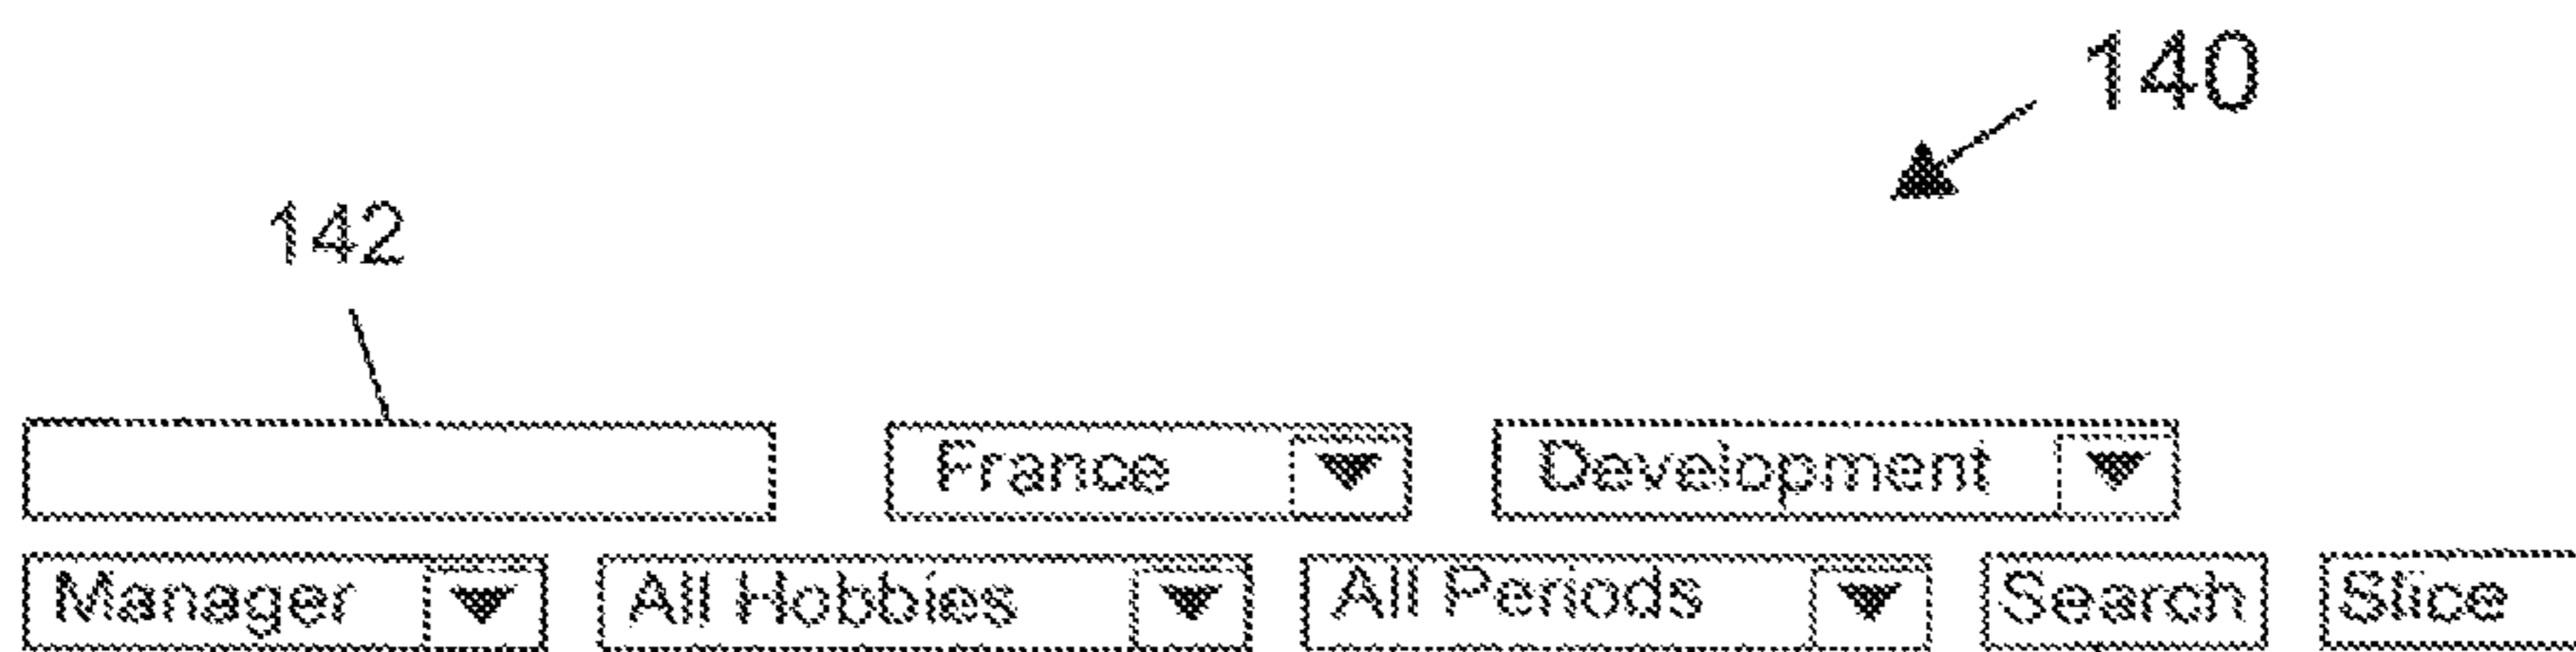 140
142
France Development
Manager All Hobbies All Periods Search Slice